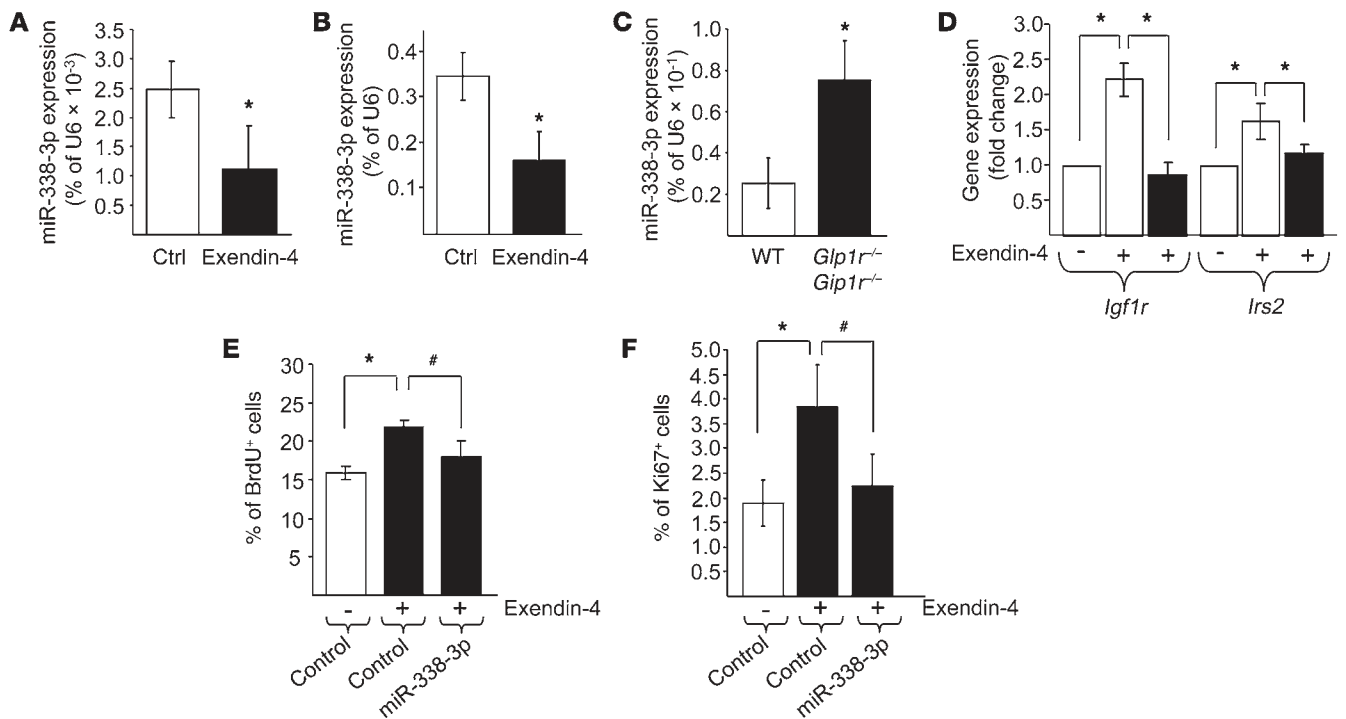 A
miR-338-3p expression
(% of U6 × 10-3)
3.5
3.0
2.5
2.0
1.5
1.0
0.5
*
Ctrl Exendin-4
B
miR-338-3p expression
(% of U6)
0.4
0.3
0.2
0.1
*
Ctrl Exendin-4
C
miR-338-3p expression
(% of U6 × 10-1)
1.0
0.8
0.6
0.4
0.2
*
WT Glp1r-/-
Gip1r-/-
D
Gene expression
(fold change)
3.0
2.5
2.0
1.5
1.0
0.5
* *
* *
Exendin-4 - + + - + +
Igf1r Irs2
E
% of BrdU+ cells
30
25
20
15
10
5
* #
- + + Exendin-4
Control
Control
miR-338-3p
F
% of Ki67+ cells
5.0
4.5
4.0
3.5
3.0
2.5
2.0
1.5
1.0
0.5
* #
- + + Exendin-4
Control
Control
miR-338-3p